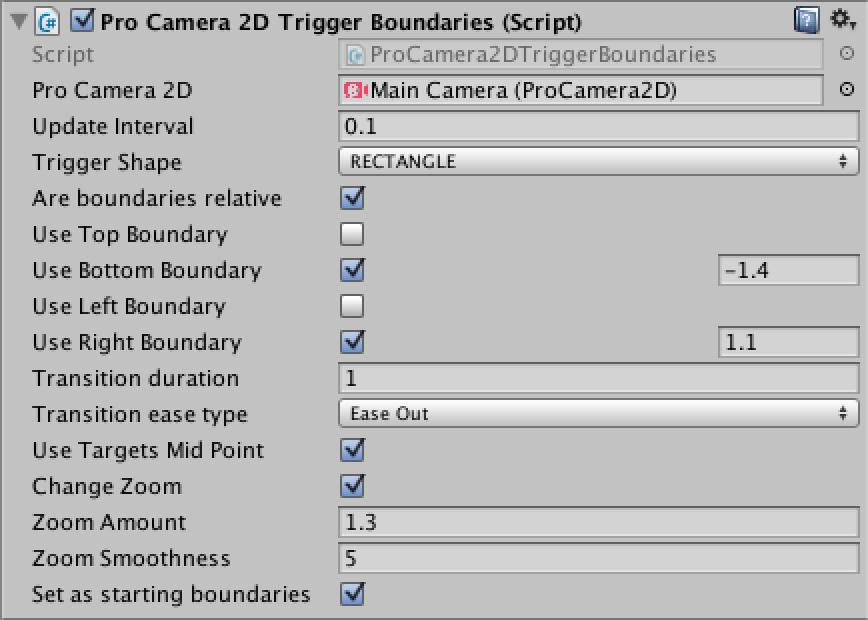 Pro Camera 2D Trigger Boundaries (Script)
Script ProCamera2DTriggerBoundaries
Pro Camera 2D Main Camera (ProCamera2D)
Update Interval 0.1
Trigger Shape RECTANGLE
Are boundaries relative
Use Top Boundary
Use Bottom Boundary -1.4
Use Left Boundary
Use Right Boundary 1.1
Transition duration 1
Transition ease type Ease Out
Use Targets Mid Point
Change Zoom
Zoom Amount 1.3
Zoom Smoothness 5
Set as starting boundaries